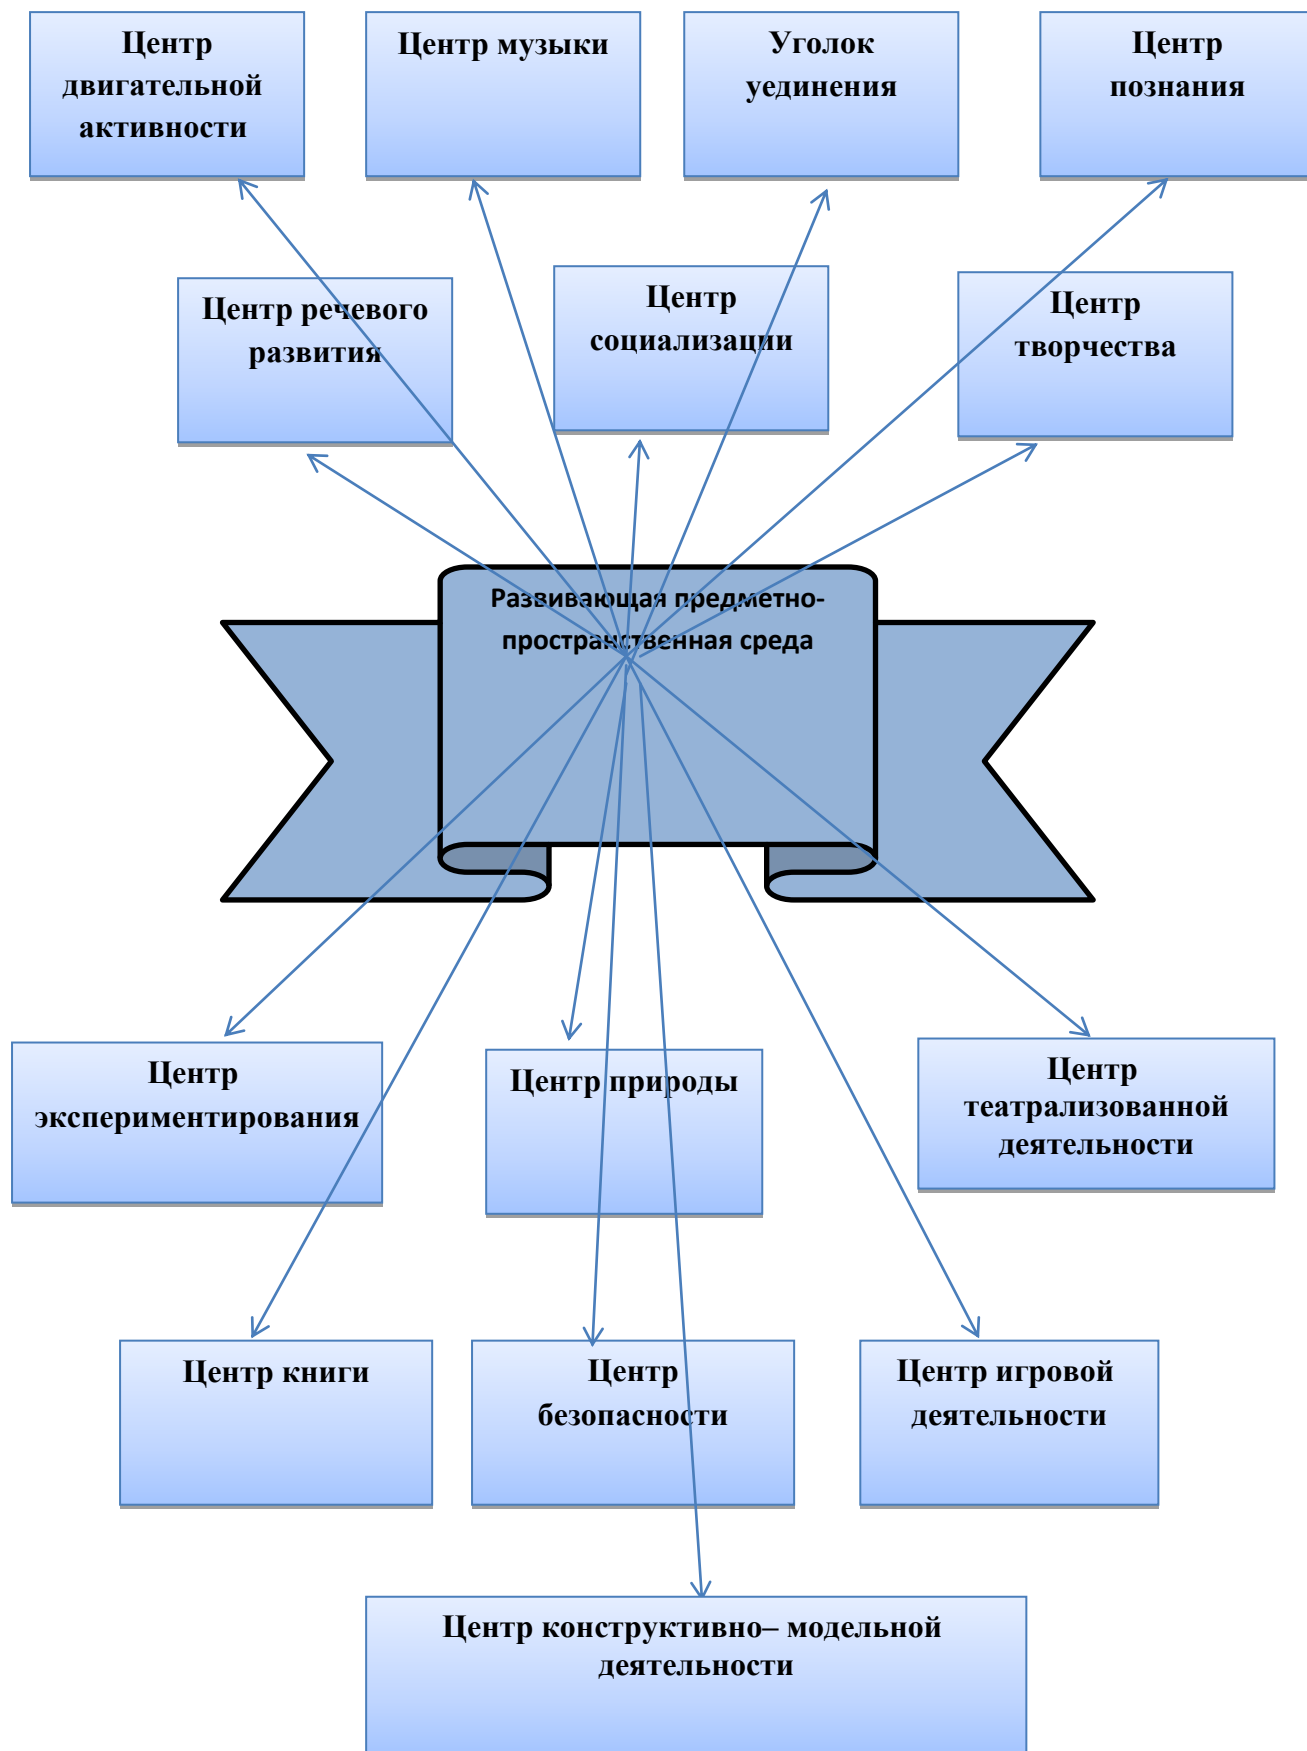 Центр
двигательной
активности
Центр музыки
Уголок
уединения
Центр
познания
Центр речевого
развития
Центр
социализации
Центр
творчества
Развивающая предметно-
пространственная среда
Центр
экспериментирования
Центр природы
Центр
театрализованной
деятельности
Центр книги
Центр
безопасности
Центр игровой
деятельности
Центр конструктивно– модельной
деятельности